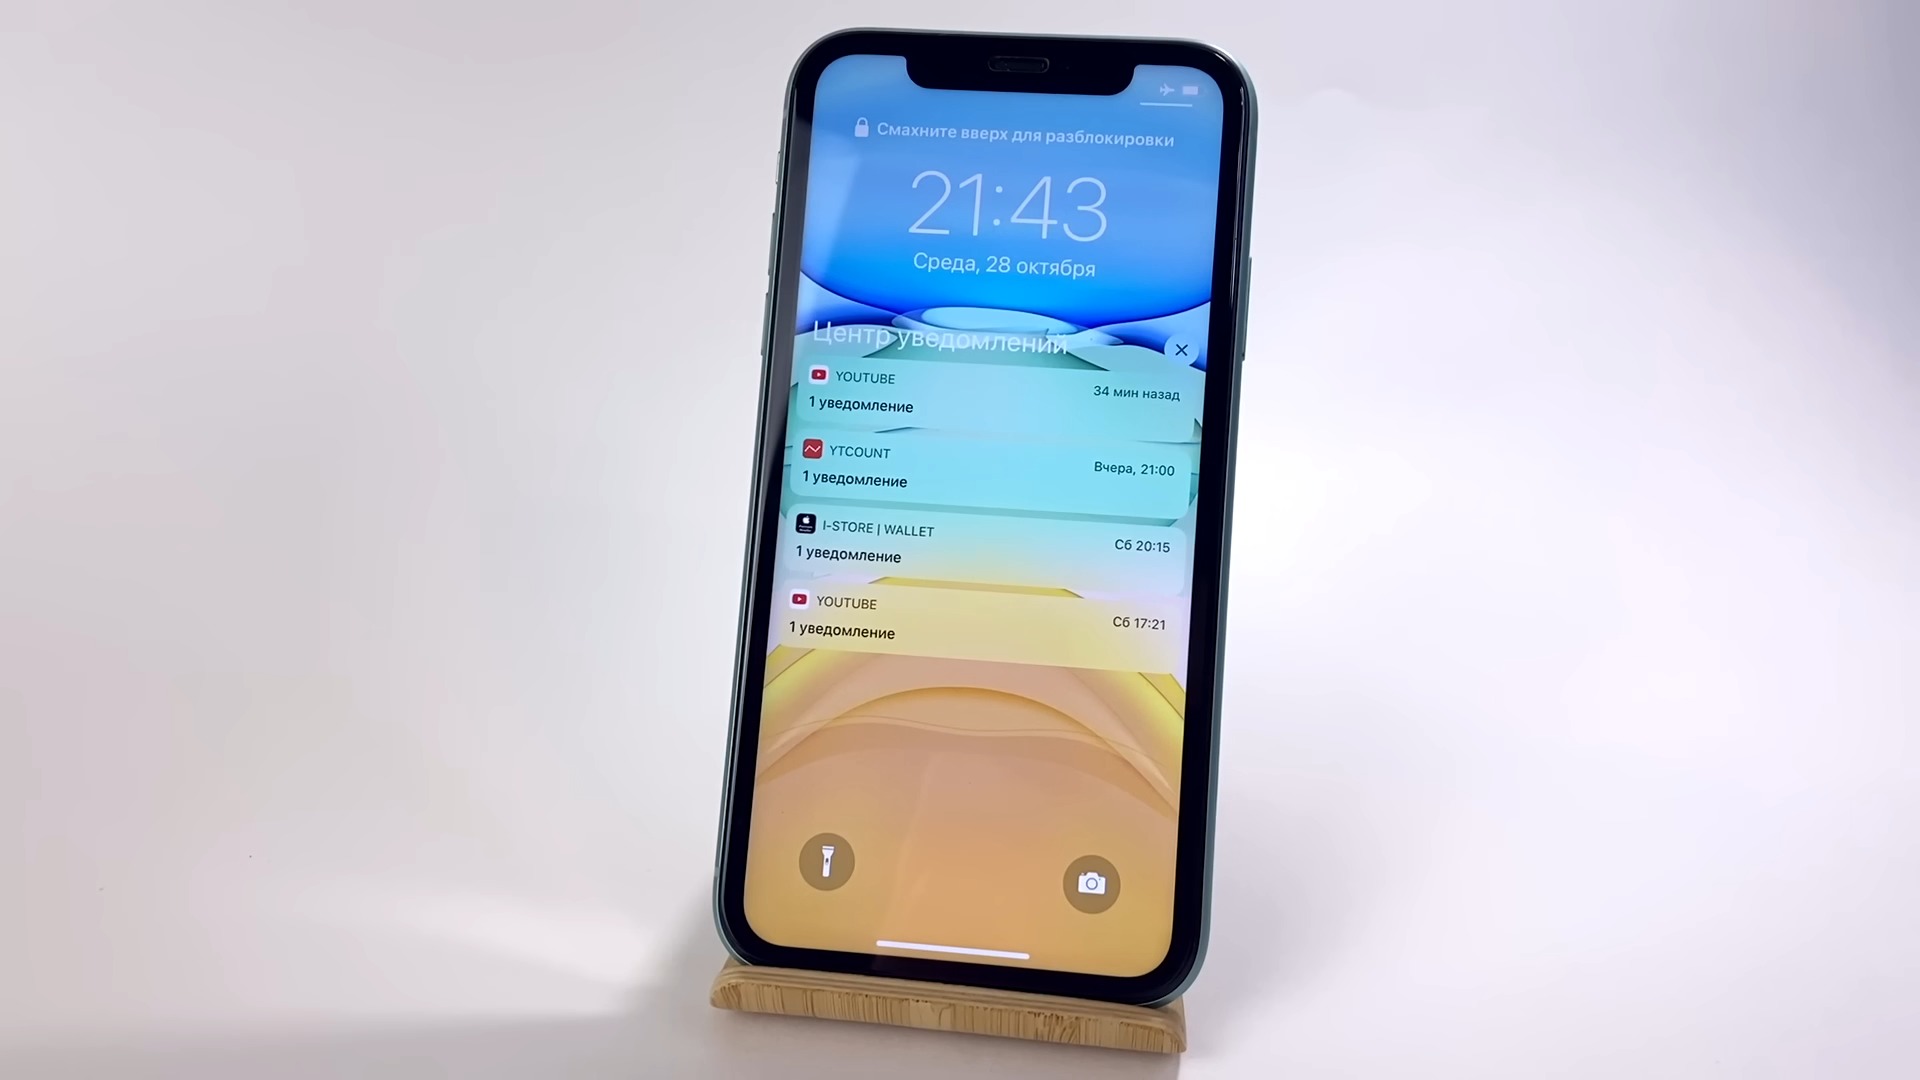 Смахните вверх для разблокировки
21:43
Среда, 28 октября
Центр уведомлений
YOUTUBE
34 мин назад
1 уведомление
YTCOUNT
Вчера, 21:00
1 уведомление
I-STORE | WALLET
Сб 20:15
1 уведомление
YOUTUBE
Сб 17:21
1 уведомление